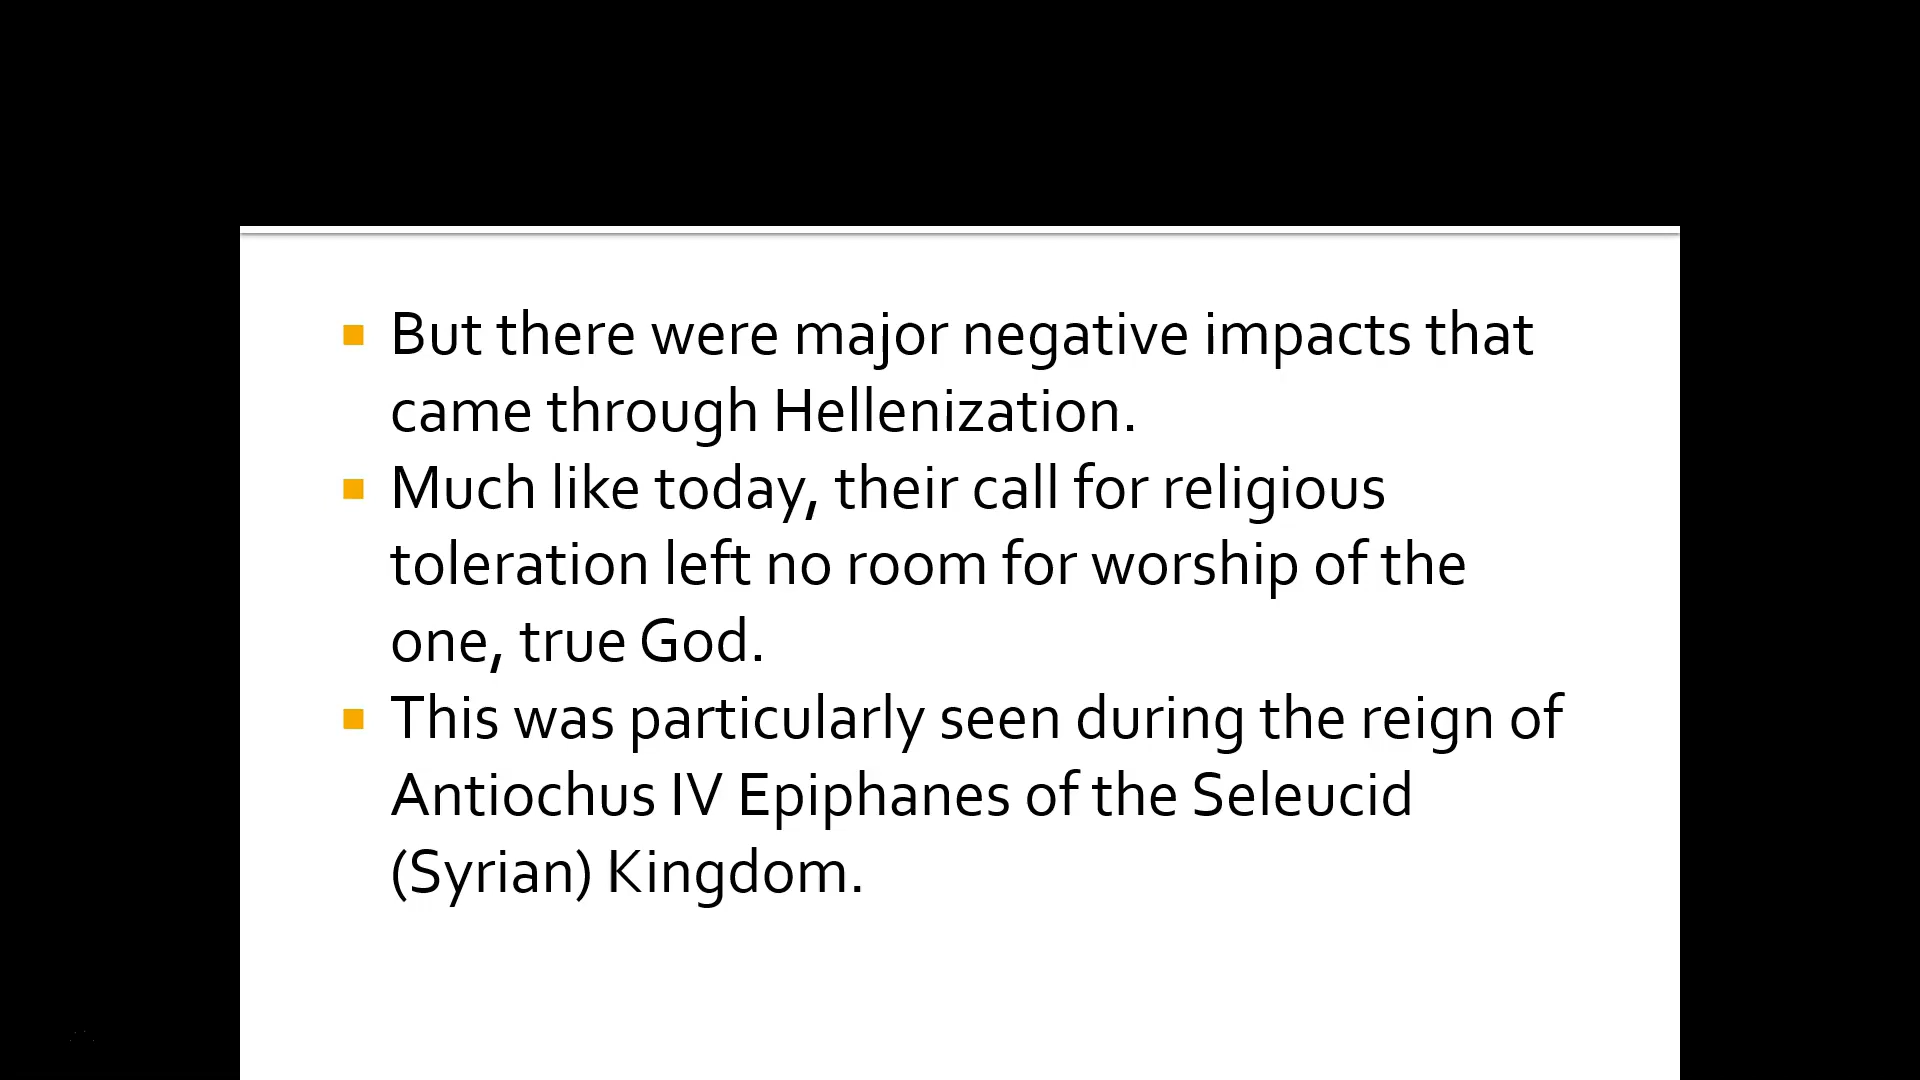 But there were major negative impacts that
came through Hellenization.
Much like today, their call for religious
toleration left no room for worship of the
one, true God.
This was particularly seen during the reign of
Antiochus IV Epiphanes of the Seleucid
(Syrian) Kingdom.